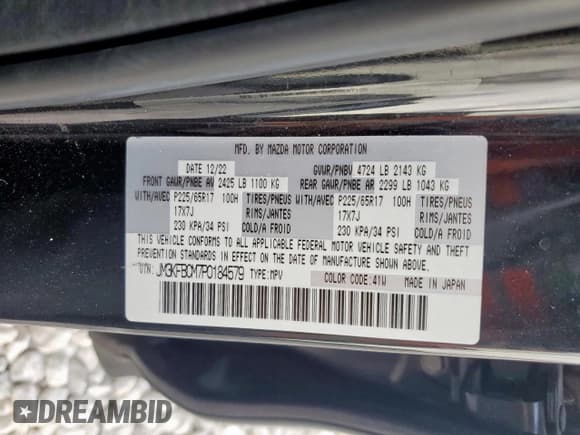 MFD. BY MAZDA MOTOR CORPORATION
DATE 12/22 GVWR/PNBV 4724 LB 2143 KG
FRONT GAWR/PNBE AV 2425 LB 1100 KG REAR GAWR/PNBE AR 2299 LB 1043 KG
WITH/AVEC P225/65R17 100H TIRES/PNEUS WITH/AVEC P225/65R17 100H TIRES/PNEUS
17X7J RIMS/JANTES 17X7J RIMS/JANTES
230 KPA/34 PSI COLD/A FROID 230 KPA/34 PSI COLD/A FROID
THIS VEHICLE CONFORMS TO ALL APPLICABLE FEDERAL MOTOR VEHICLE SAFETY AND THEFT
PREVENTION STANDARDS IN EFFECT ON THE DATE OF MANUFACTURE SHOWN ABOVE.
VIN: JM3KFBCM7P0184579 TYPE: MPV COLOR CODE:41W MADE IN JAPAN
DREAMBID